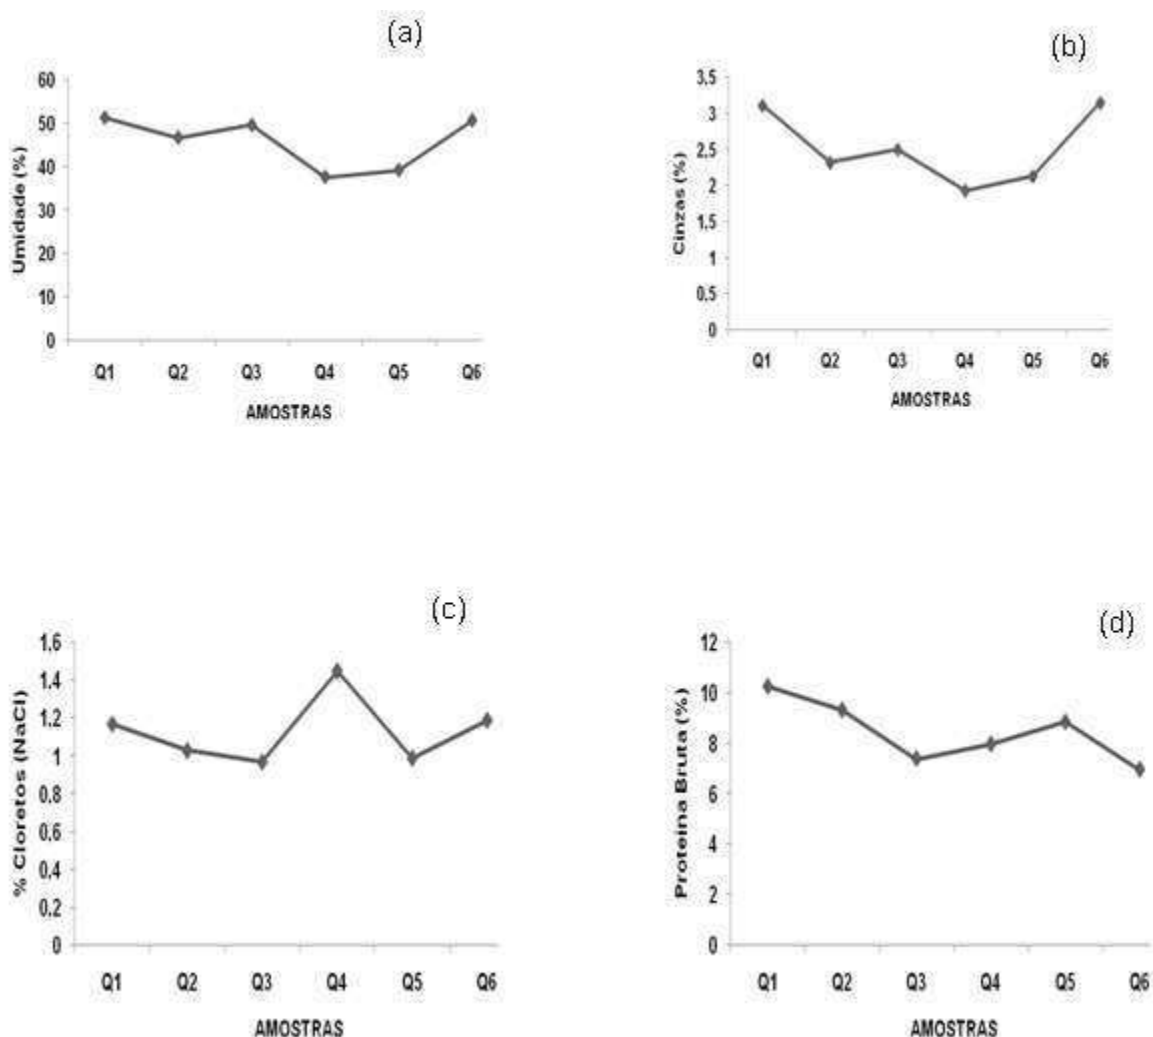 (a)
Umidade (%)
60
50
40
30
20
10
0
Q1 Q2 Q3 Q4 Q5 Q6
AMOSTRAS
(b)
Cinzas (%)
3.5
3
2.5
2
1.5
1
0.5
0
Q1 Q2 Q3 Q4 Q5 Q6
AMOSTRAS
(c)
% Cloretos (NaCl)
1.6
1.4
1.2
1
0.8
0.6
0.4
0.2
0
Q1 Q2 Q3 Q4 Q5 Q6
AMOSTRAS
(d)
Proteina Bruta (%)
12
10
8
6
4
2
0
Q1 Q2 Q3 Q4 Q5 Q6
AMOSTRAS